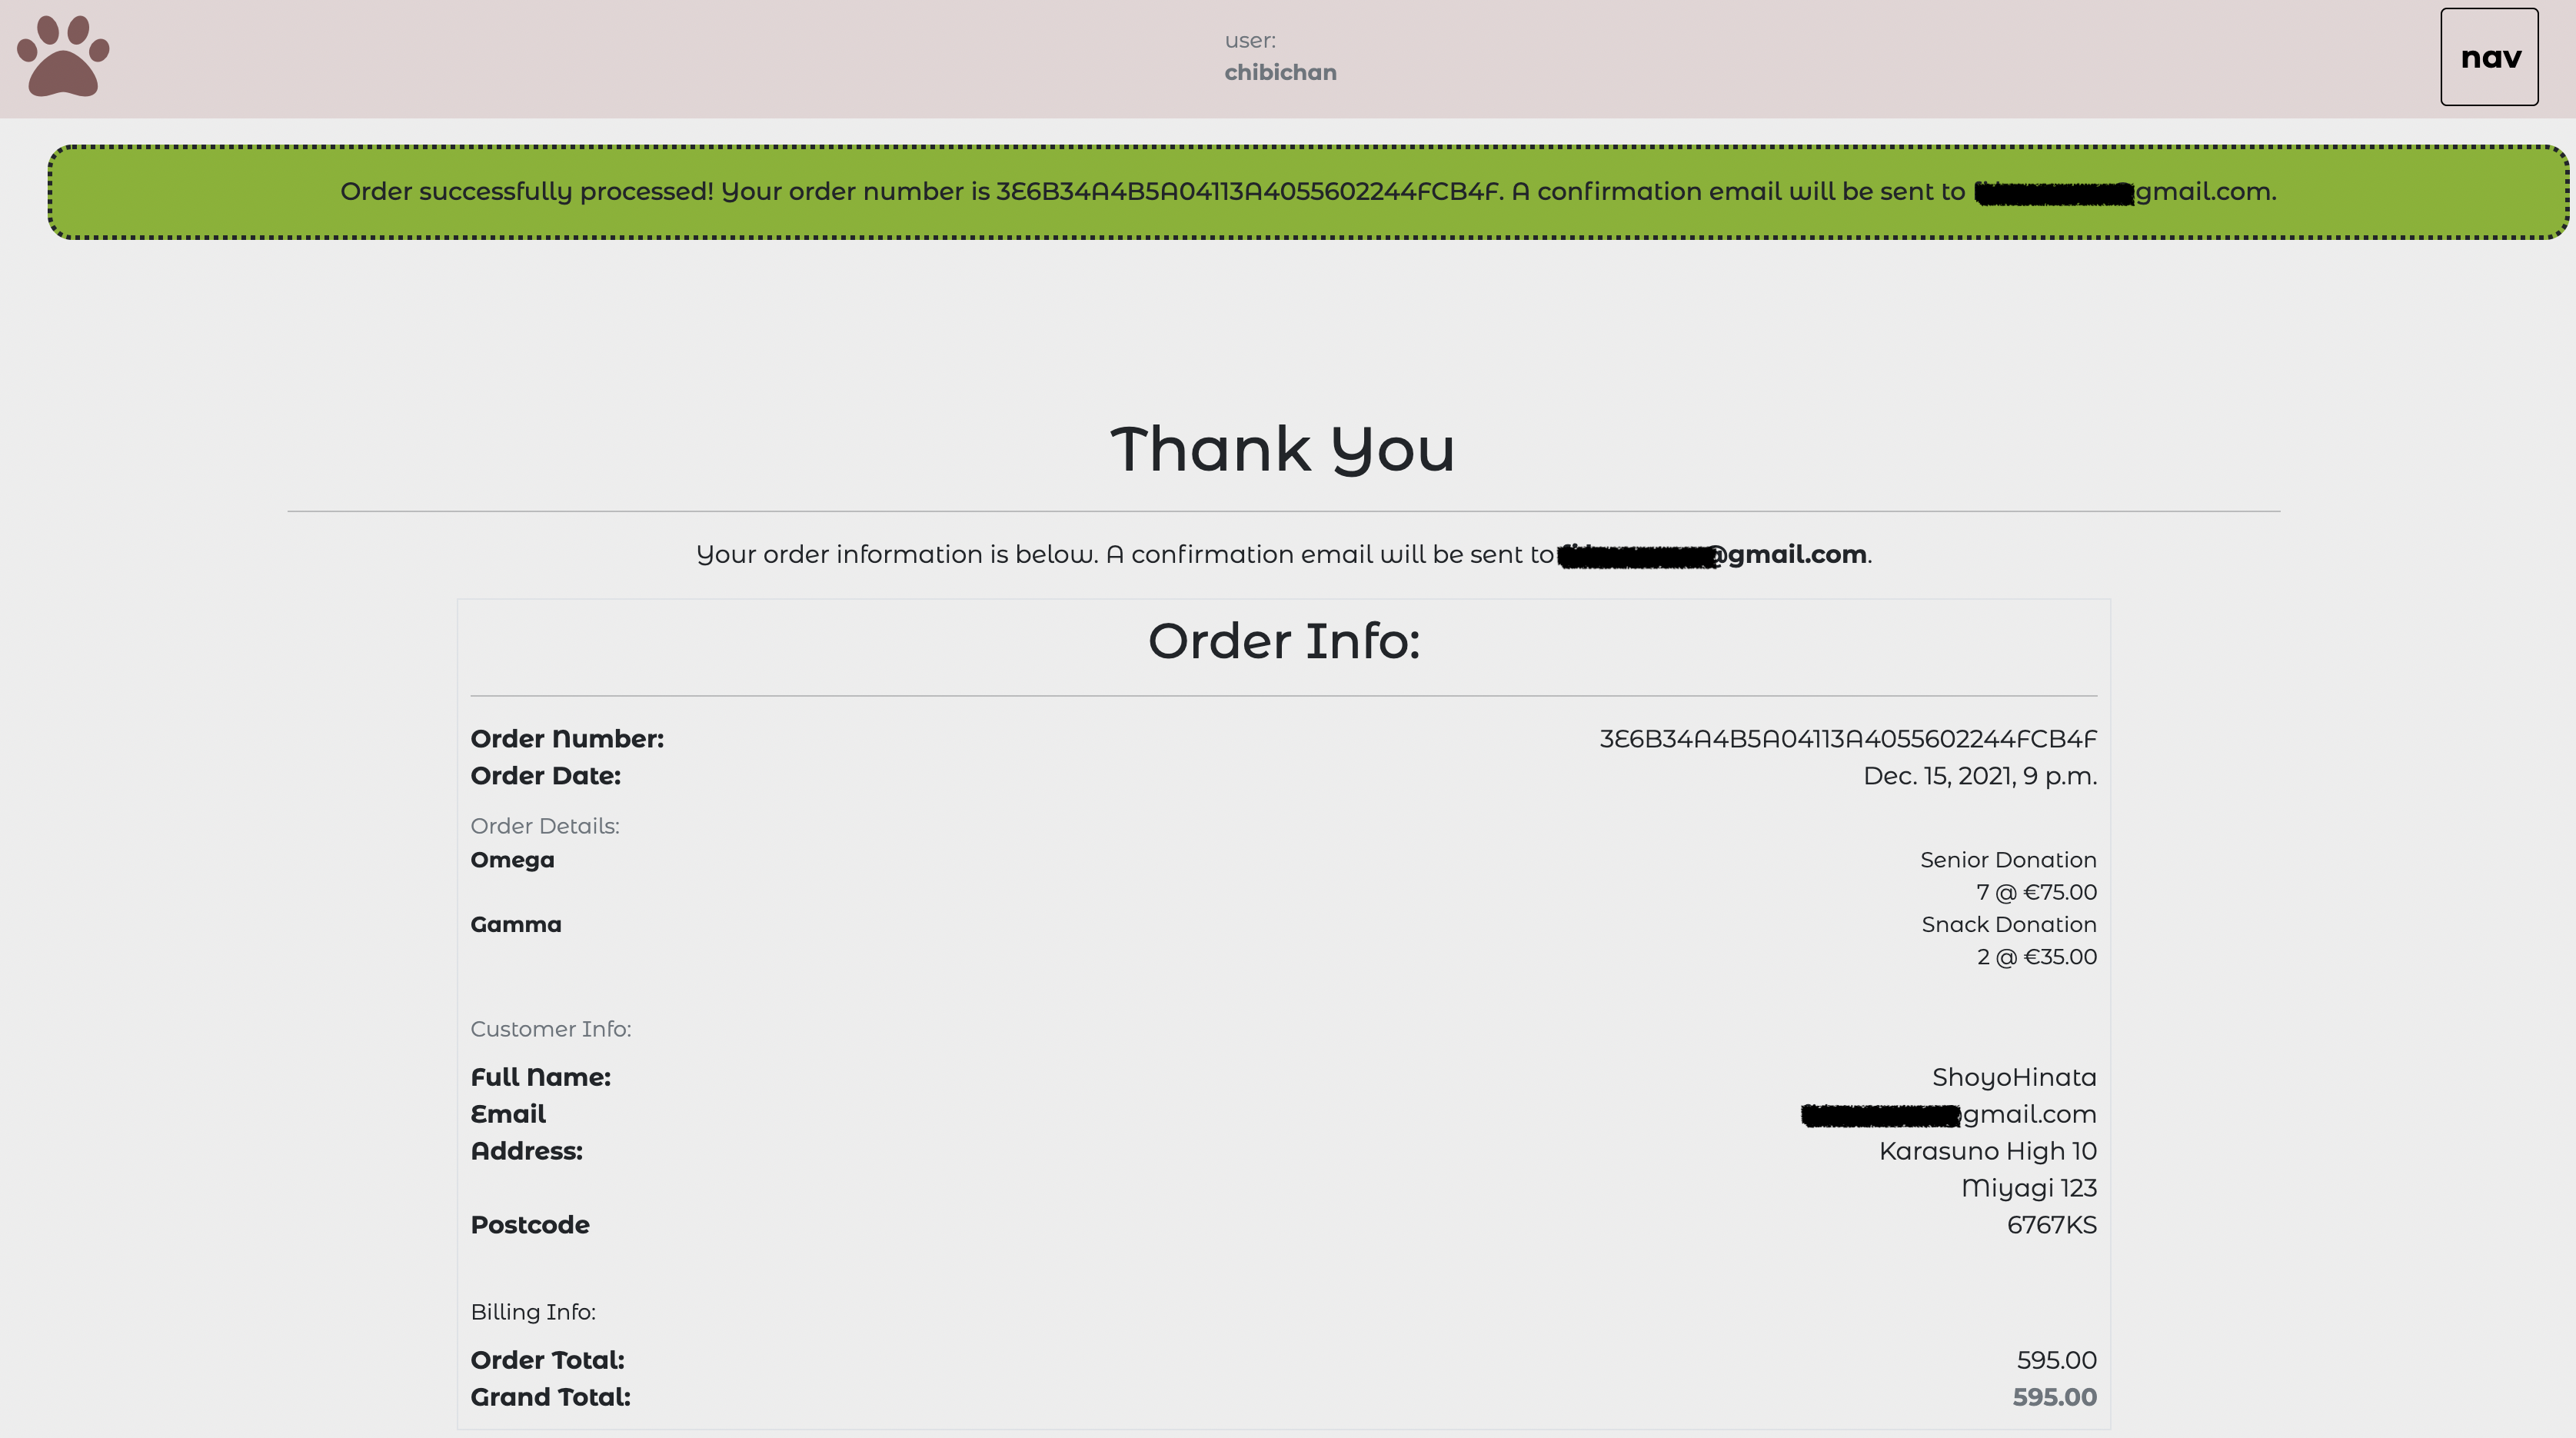 user:
chibichan
nav
Order successfully processed! Your order number is 3E6B34A4B5A04113A4055602244FCB4F. A confirmation email will be sent to gmail.com.
Thank You
Your order information is below. A confirmation email will be sent to @gmail.com.
Order Info:
Order Number: 3E6B34A4B5A04113A4055602244FCB4F
Order Date: Dec. 15, 2021, 9 p.m.
Order Details:
Omega Senior Donation
7 @ €75.00
Gamma Snack Donation
2 @ €35.00
Customer Info:
Full Name: ShoyoHinata
Email gmail.com
Address: Karasuno High 10
Miyagi 123
Postcode 6767KS
Billing Info:
Order Total: 595.00
Grand Total: 595.00